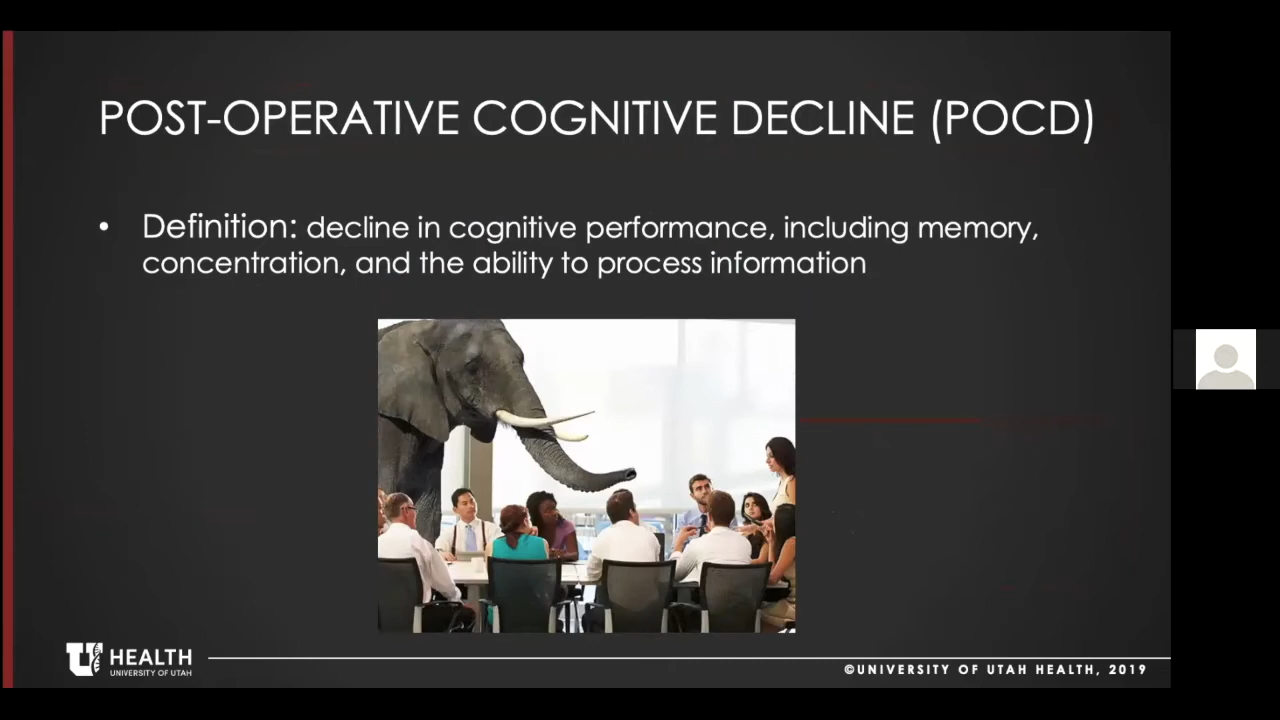 POST-OPERATIVE COGNITIVE DECLINE (POCD)
• Definition: decline in cognitive performance, including memory,
concentration, and the ability to process information
U HEALTH
UNIVERSITY OF UTAH
©UNIVERSITY OF UTAH HEALTH, 2019